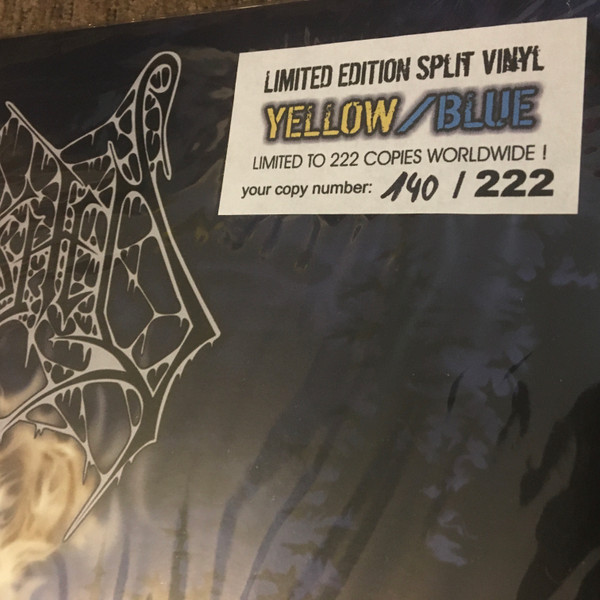 LIMITED EDITION SPLIT VINYL
YELLOW/BLUE
LIMITED TO 222 COPIES WORLDWIDE !
your copy number: 140 / 222